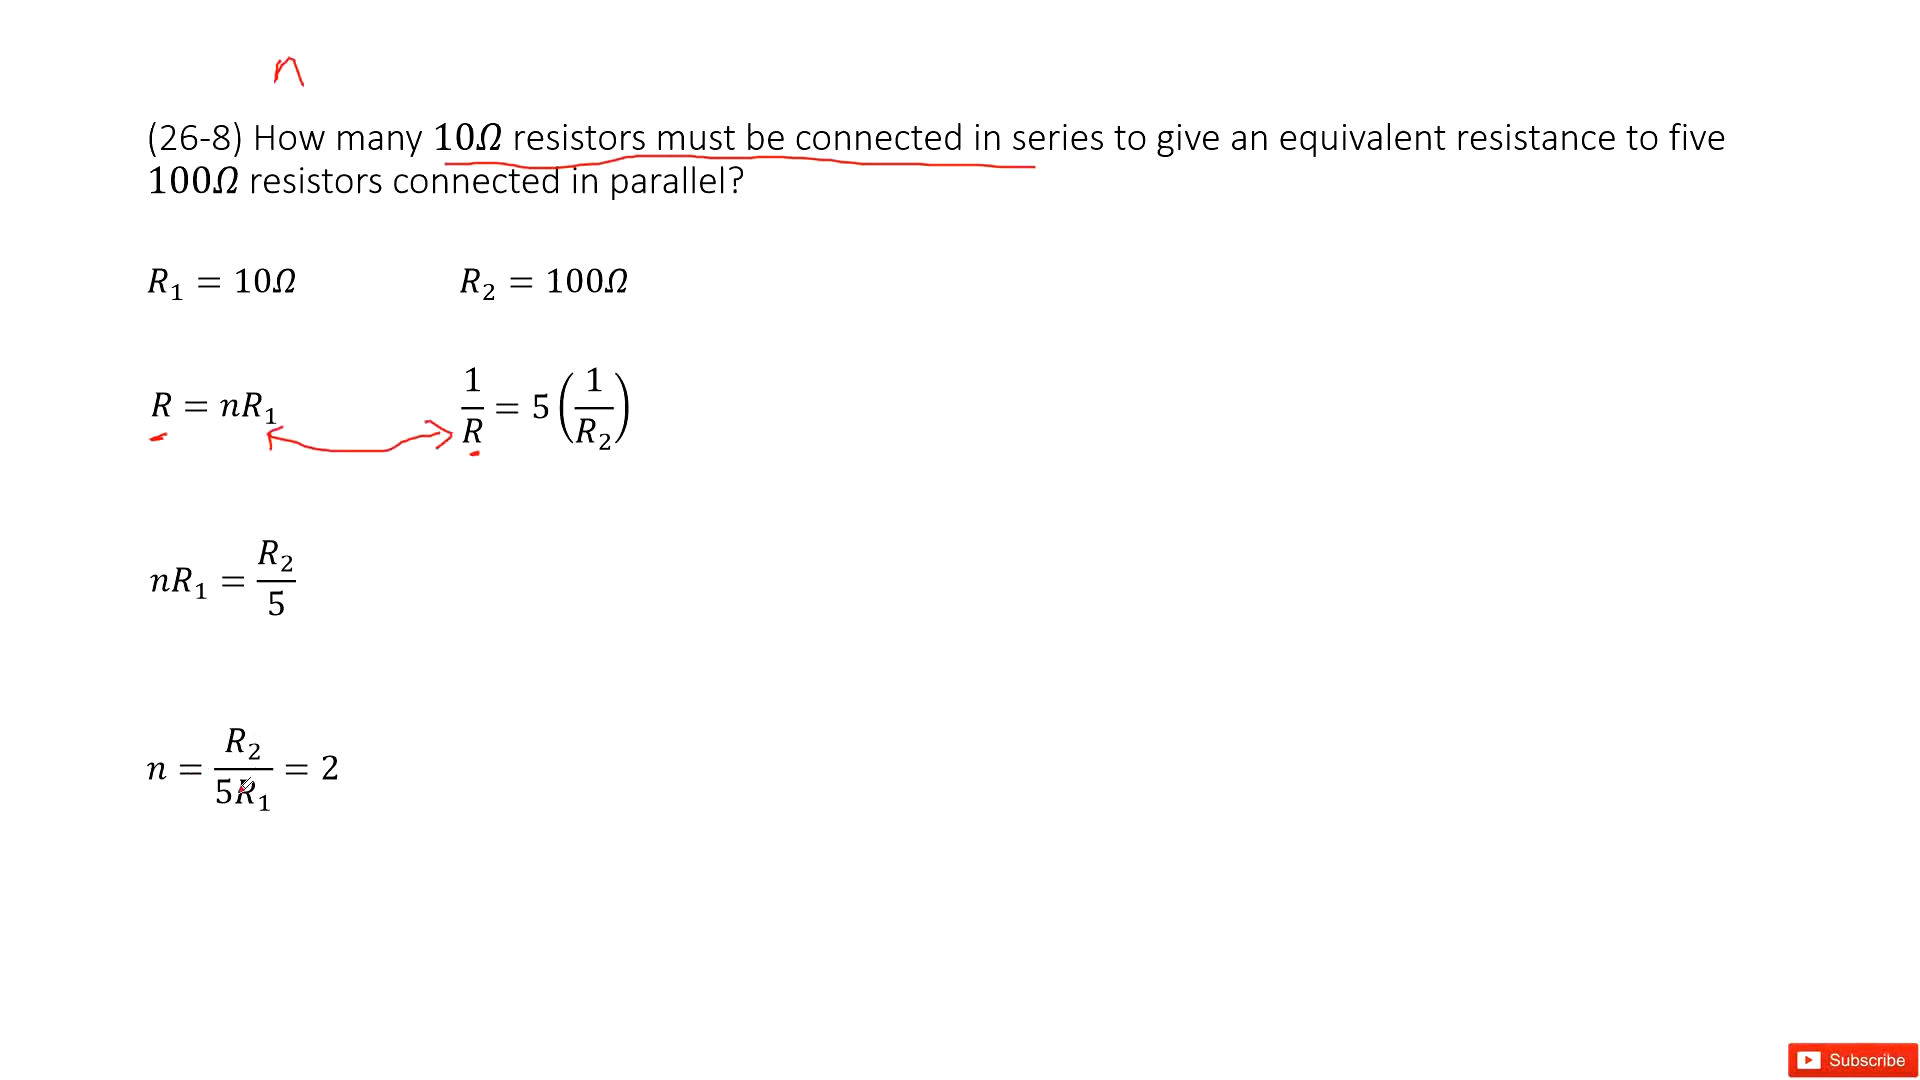 n
(26-8) How many 10Ω resistors must be connected in series to give an equivalent resistance to five
100Ω resistors connected in parallel?
R₁ = 10Ω R₂ = 100Ω
R = nR₁ 1/R = 5(1/R₂)
nR₁ = R₂/5
n = R₂/5R₁ = 2
Subscribe